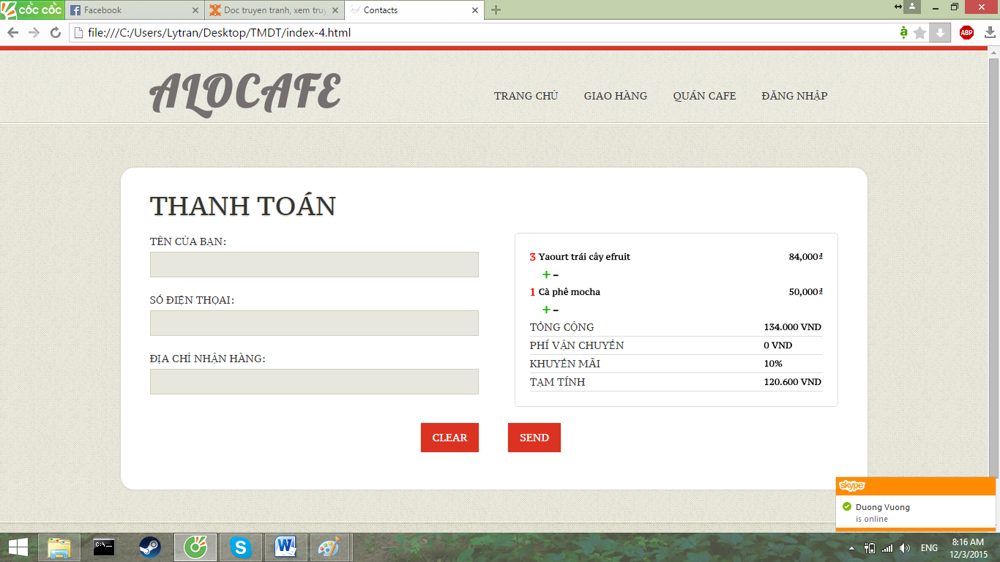 cốc cốc
Facebook
Doc truyen tranh, xem truy
Contacts
file:///C:/Users/Lytran/Desktop/TMDT/index-4.html
ABP
ALOCAFE
TRANG CHỦ
GIAO HÀNG
QUÁN CAFE
ĐĂNG NHẬP
THANH TOÁN
TÊN CỦA BẠN:
SỐ ĐIỆN THOẠI:
ĐỊA CHỈ NHẬN HÀNG:
3 Yaourt trái cây efruit 84,000 đ
+ -
1 Cà phê mocha 50,000 đ
+ -
TỔNG CỘNG 134.000 VND
PHÍ VẬN CHUYỂN 0 VND
KHUYẾN MÃI 10%
TẠM TÍNH 120.600 VND
CLEAR
SEND
skype
Duong Vuong
is online
C:\_
ENG
8:16 AM
12/3/2015